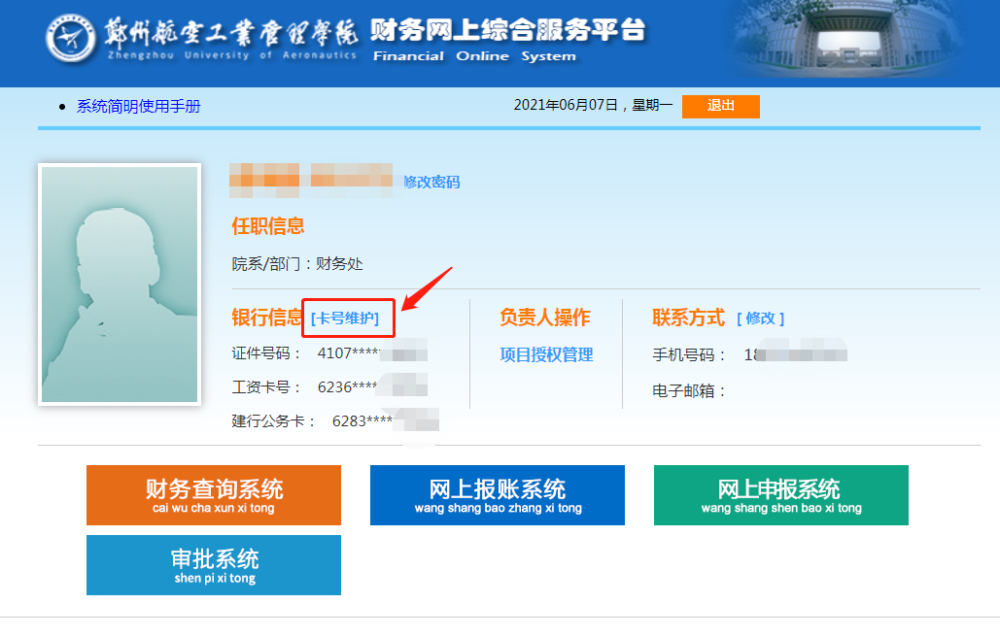 郑州航空工业管理学院 财务网上综合服务平台
Zhengzhou University of Aeronautics Financial Online System
系统简明使用手册 2021年06月07日，星期一 退出
修改密码
任职信息
院系/部门：财务处
银行信息 [卡号维护] 负责人操作 联系方式 [ 修改 ]
证件号码： 4107**** 项目授权管理 手机号码： 18
工资卡号： 6236**** 电子邮箱：
建行公务卡： 6283****
财务查询系统 网上报账系统 网上申报系统
cai wu cha xun xi tong wang shang bao zhang xi tong wang shang shen bao xi tong
审批系统
shen pi xi tong